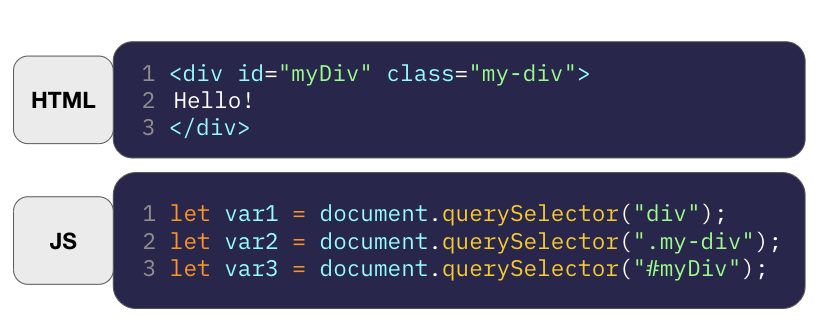 HTML
1 <div id="myDiv" class="my-div">
2 Hello!
3 </div>
JS
1 let var1 = document.querySelector("div");
2 let var2 = document.querySelector(".my-div");
3 let var3 = document.querySelector("#myDiv");